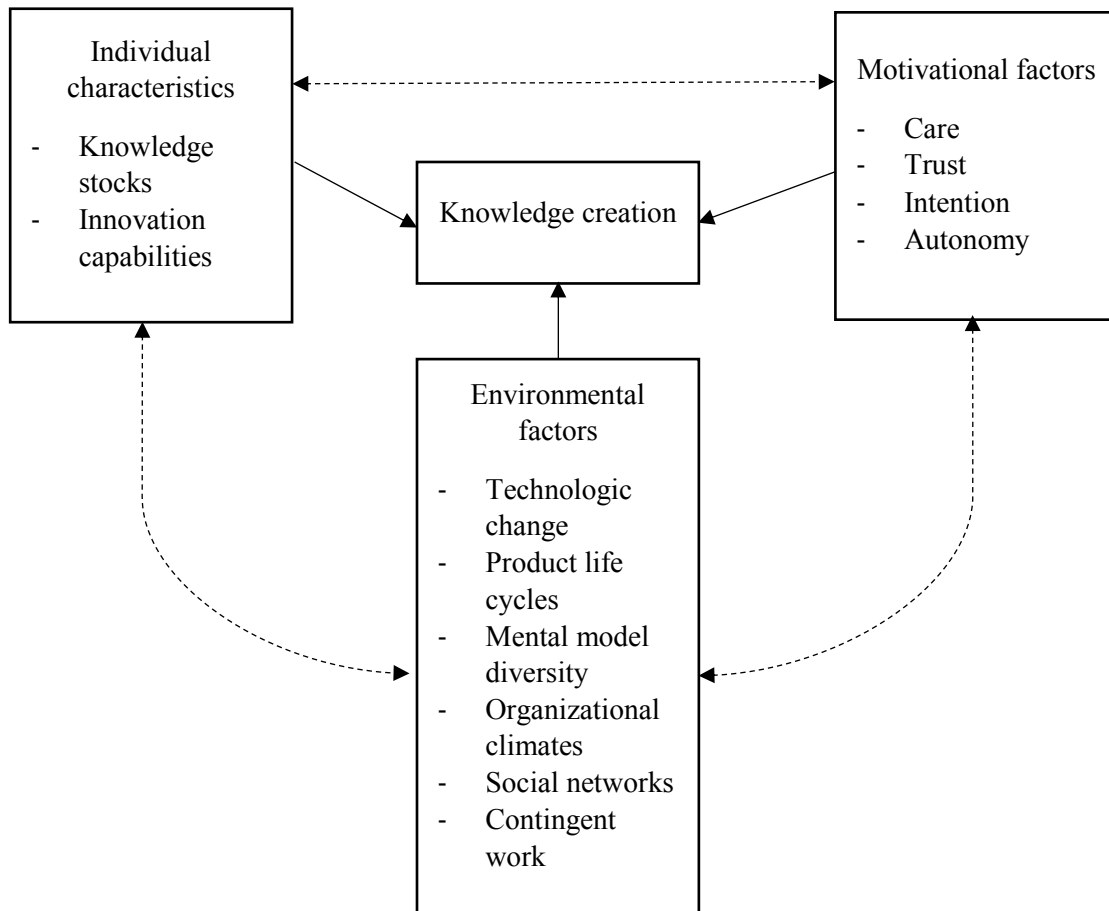 Individual
characteristics
- Knowledge
stocks
- Innovation
capabilities
Motivational factors
- Care
- Trust
- Intention
- Autonomy
Knowledge creation
Environmental
factors
- Technologic
change
- Product life
cycles
- Mental model
diversity
- Organizational
climates
- Social networks
- Contingent
work